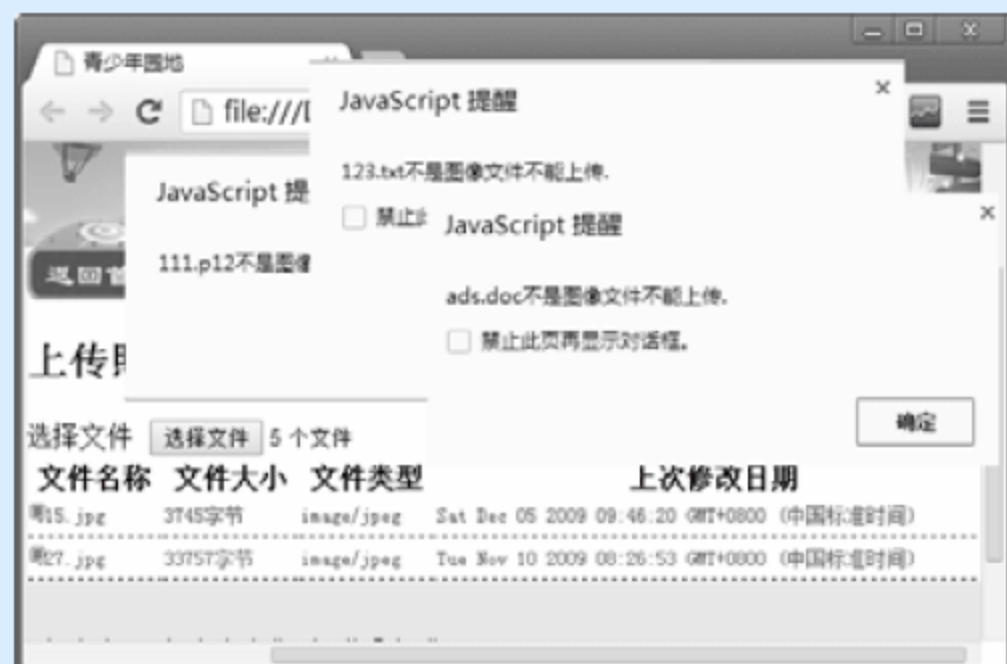 青少年园地
file:///D
JavaScript 提醒
123.txt不是图像文件不能上传.
禁止此
JavaScript 提
111.p12不是图像
JavaScript 提醒
ads.doc不是图像文件不能上传.
禁止此页再显示对话框。
确定
返回首
上传照
选择文件 选择文件 5 个文件
文件名称 文件大小 文件类型 上次修改日期
15.jpg 3745字节 image/jpeg Sat Dec 05 2009 09:46:20 GMT+0800 (中国标准时间)
27.jpg 33757字节 image/jpeg Tue Nov 10 2009 08:26:53 GMT+0800 (中国标准时间)